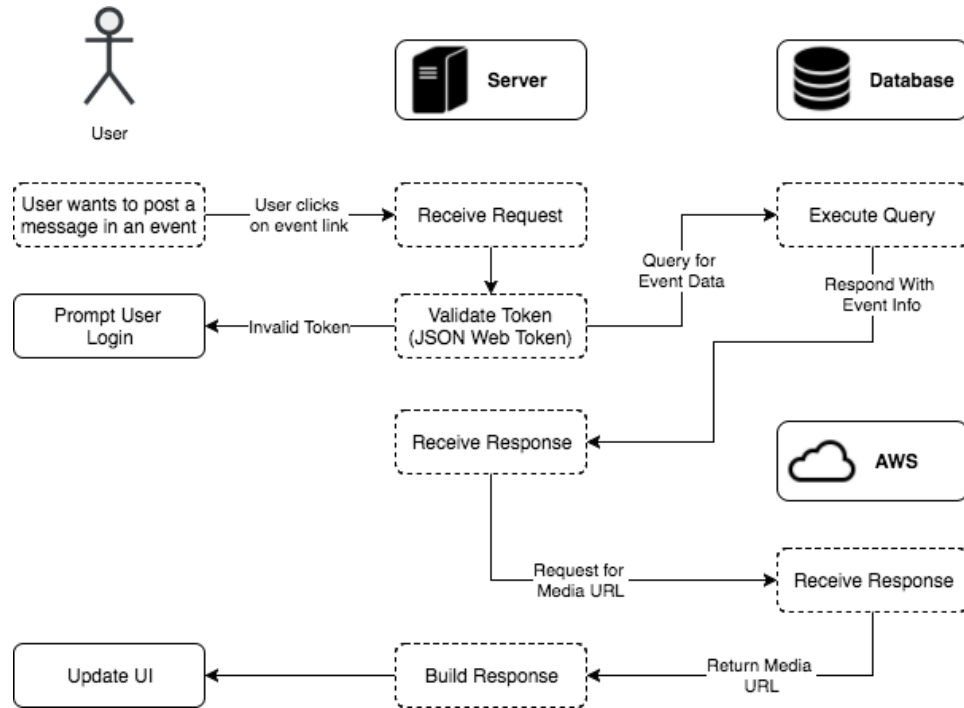 User
Server
Database
User wants to post a
message in an event
User clicks
on event link
Receive Request
Execute Query
Query for
Event Data
Respond With
Event Info
Prompt User
Login
Invalid Token
Validate Token
(JSON Web Token)
Receive Response
AWS
Request for
Media URL
Receive Response
Update UI
Build Response
Return Media
URL